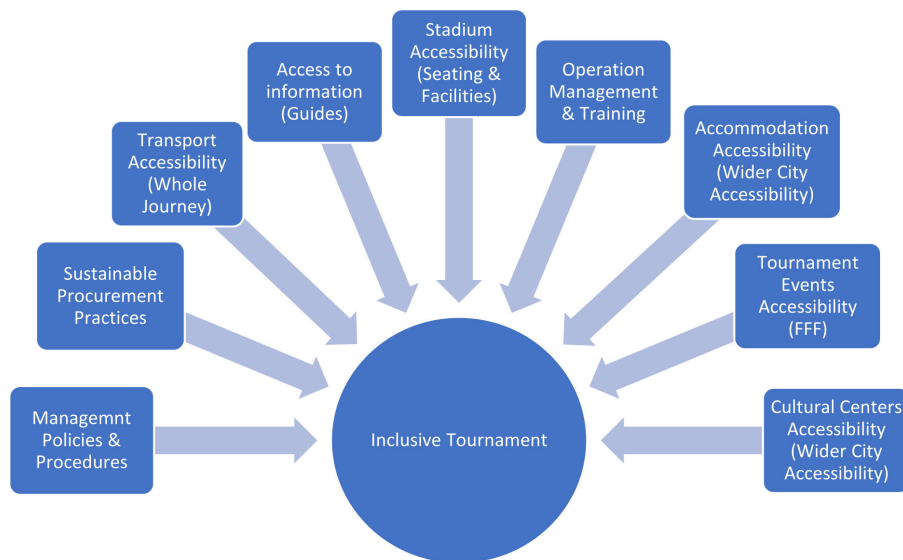 Stadium
Accessibility
(Seating &
Facilities)
Access to
information
(Guides)
Operation
Management
& Training
Transport
Accessibility
(Whole
Journey)
Accommodation
Accessibility
(Wider City
Accessibility)
Sustainable
Procurement
Practices
Tournament
Events
Accessibility
(FFF)
Managemnt
Policies &
Procedures
Inclusive Tournament
Cultural Centers
Accessibility
(Wider City
Accessibility)